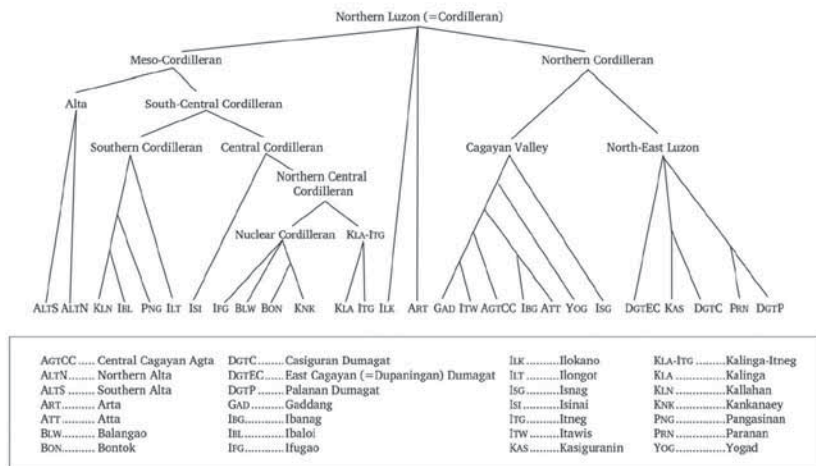 Northern Luzon (=Cordilleran)
Meso-Cordilleran Northern Cordilleran
Alta South-Central Cordilleran
Southern Cordilleran Central Cordilleran Cagayan Valley North-East Luzon
Northern Central
Cordilleran
Nuclear Cordilleran KLA-ITG
ALTS ALTN KLN IBL PNG ILT ISI IFG BLW BON KNK KLA ITG ILK ART GAD ITW AGTCC IBG ATT YOG ISG DGTEC KAS DGTC PRN DGTP
AGTCC ..... Central Cagayan Agta DGTC ......... Casiguran Dumagat ILK .......... Ilokano KLA-ITG ........ Kalinga-Itneg
ALTN ........ Northern Alta DGTEC ....... East Cagayan (=Dupaningan) Dumagat ILT .......... Ilongot KLA ............... Kalinga
ALTS ........ Southern Alta DGTP ......... Palanan Dumagat ISG .......... Isnag KLN ............... Kallahan
ART .......... Arta GAD ........... Gaddang ISI ........... Isinai KNK .............. Kankanaey
ATT .......... Atta IBG ............ Ibanag ITG .......... Itneg PNG .............. Pangasinan
BLW ......... Balangao IBL ............ Ibaloi ITW ......... Itawis PRN .............. Paranan
BON ......... Bontok IFG ............ Ifugao KAS ......... Kasiguranin YOG ............. Yogad